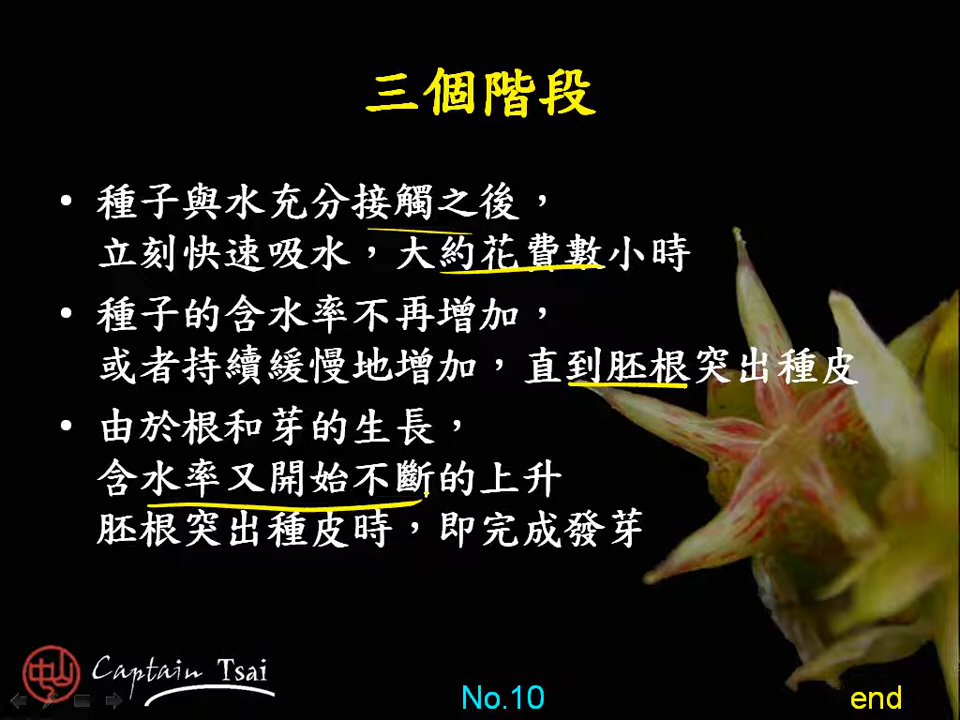 三個階段
• 種子與水充分接觸之後，
立刻快速吸水，大約花費數小時
• 種子的含水率不再增加，
或者持續緩慢地增加，直到胚根突出種皮
• 由於根和芽的生長，
含水率又開始不斷的上升
胚根突出種皮時，即完成發芽
中山
Captain Tsai
No.10
end